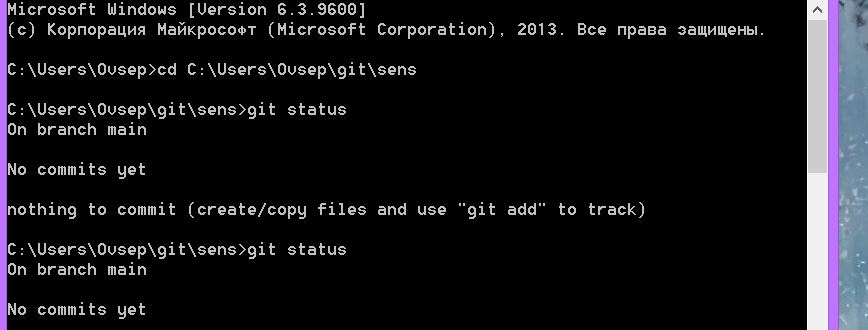 Microsoft Windows [Version 6.3.9600]
(c) Корпорация Майкрософт (Microsoft Corporation), 2013. Все права защищены.
C:\Users\Ovsep>cd C:\Users\Ovsep\git\sens
C:\Users\Ovsep\git\sens>git status
On branch main
No commits yet
nothing to commit (create/copy files and use "git add" to track)
C:\Users\Ovsep\git\sens>git status
On branch main
No commits yet